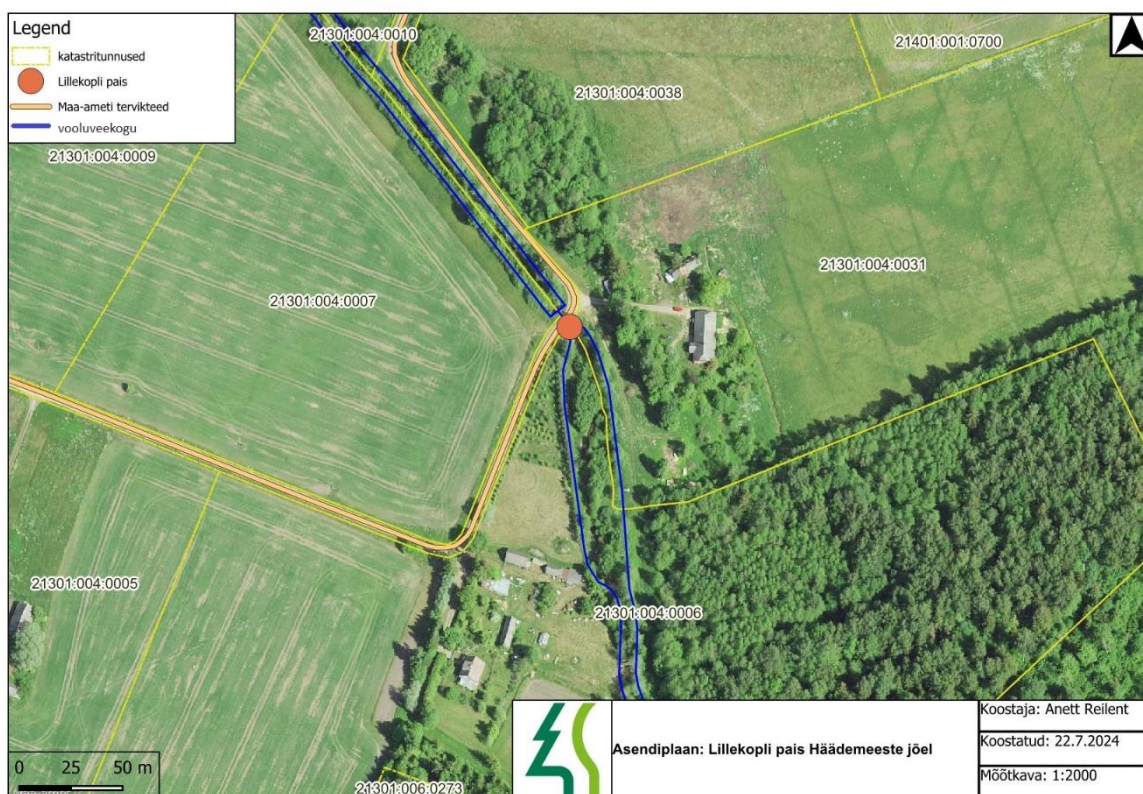 Legend
katastritunnused
Lillekopli pais
Maa-ameti tervikteed
vooluveekogu
21301:004:0010
21401:001:0700
21301:004:0038
21301:004:0009
21301:004:0031
21301:004:0007
21301:004:0005
21301:004:0006
21301:006:0273
0 25 50 m
Asendiplaan: Lillekopli pais Häädemeeste jõel
Koostaja: Anett Reilent
Koostatud: 22.7.2024
Mõõtkava: 1:2000